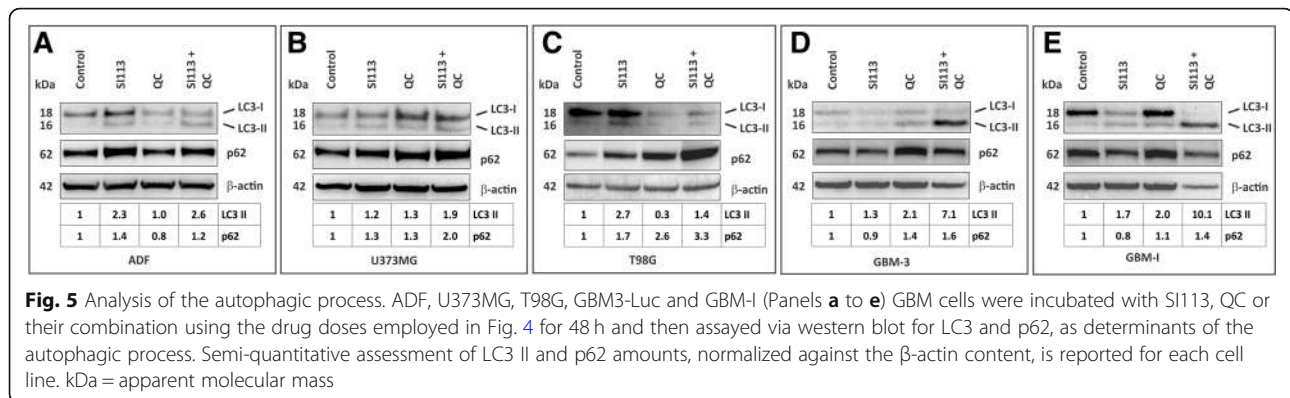 A
Control
SI113
QC
SI113 +
QC
kDa
18
16
62
42
LC3-I
LC3-II
p62
β-actin
1 2.3 1.0 2.6 LC3 II
1 1.4 0.8 1.2 p62
ADF
B
Control
SI113
QC
SI113 +
QC
kDa
18
16
62
42
LC3-I
LC3-II
p62
β-actin
1 1.2 1.3 1.9 LC3 II
1 1.3 1.3 2.0 p62
U373MG
C
Control
SI113
QC
SI113 +
QC
kDa
18
16
62
42
LC3-I
LC3-II
p62
β-actin
1 2.7 0.3 1.4 LC3 II
1 1.7 2.6 3.3 p62
T98G
D
Control
SI113
QC
SI113 +
QC
kDa
18
16
62
42
LC3-I
LC3-II
p62
β-actin
1 1.3 2.1 7.1 LC3 II
1 0.9 1.4 1.6 p62
GBM-3
E
Control
SI113
QC
SI113 +
QC
kDa
18
16
62
42
LC3-I
LC3-II
p62
β-actin
1 1.7 2.0 10.1 LC3 II
1 0.8 1.1 1.4 p62
GBM-I
Fig. 5 Analysis of the autophagic process. ADF, U373MG, T98G, GBM3-Luc and GBM-I (Panels a to e) GBM cells were incubated with SI113, QC or
their combination using the drug doses employed in Fig. 4 for 48 h and then assayed via western blot for LC3 and p62, as determinants of the
autophagic process. Semi-quantitative assessment of LC3 II and p62 amounts, normalized against the β-actin content, is reported for each cell
line. kDa = apparent molecular mass